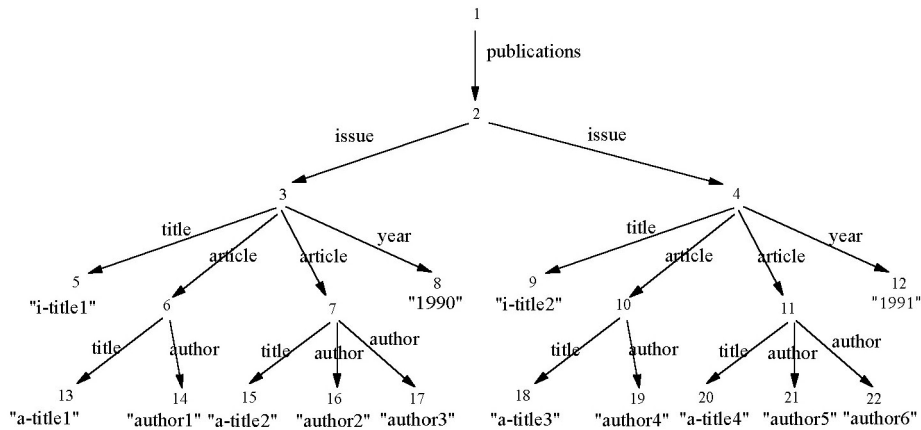 1
publications
2
issue issue
3 4
title article article year title article article year
5 6 7 8 9 10 11 12
"i-title1" "1990" "i-title2" "1991"
title author title author author title author title author author
13 14 15 16 17 18 19 20 21 22
"a-title1" "author1" "a-title2" "author2" "author3" "a-title3" "author4" "a-title4" "author5" "author6"